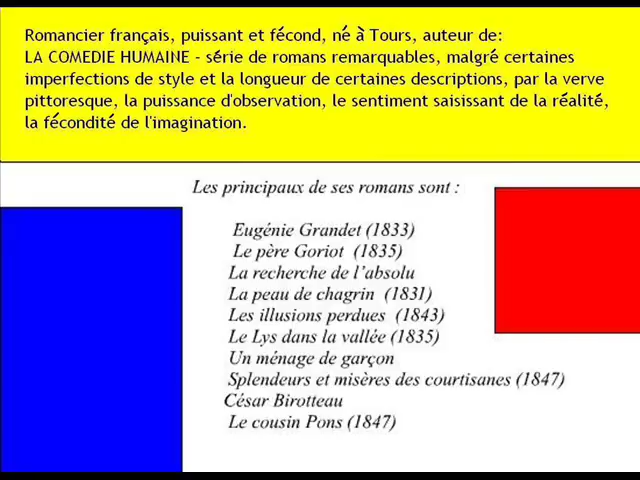 Romancier français, puissant et fécond, né à Tours, auteur de:
LA COMEDIE HUMAINE - série de romans remarquables, malgré certaines
imperfections de style et la longueur de certaines descriptions, par la verve
pittoresque, la puissance d'observation, le sentiment saisissant de la réalité,
la fécondité de l'imagination.
Les principaux de ses romans sont :
Eugénie Grandet (1833)
Le père Goriot (1835)
La recherche de l’absolu
La peau de chagrin (1831)
Les illusions perdues (1843)
Le Lys dans la vallée (1835)
Un ménage de garçon
Splendeurs et misères des courtisanes (1847)
César Birotteau
Le cousin Pons (1847)